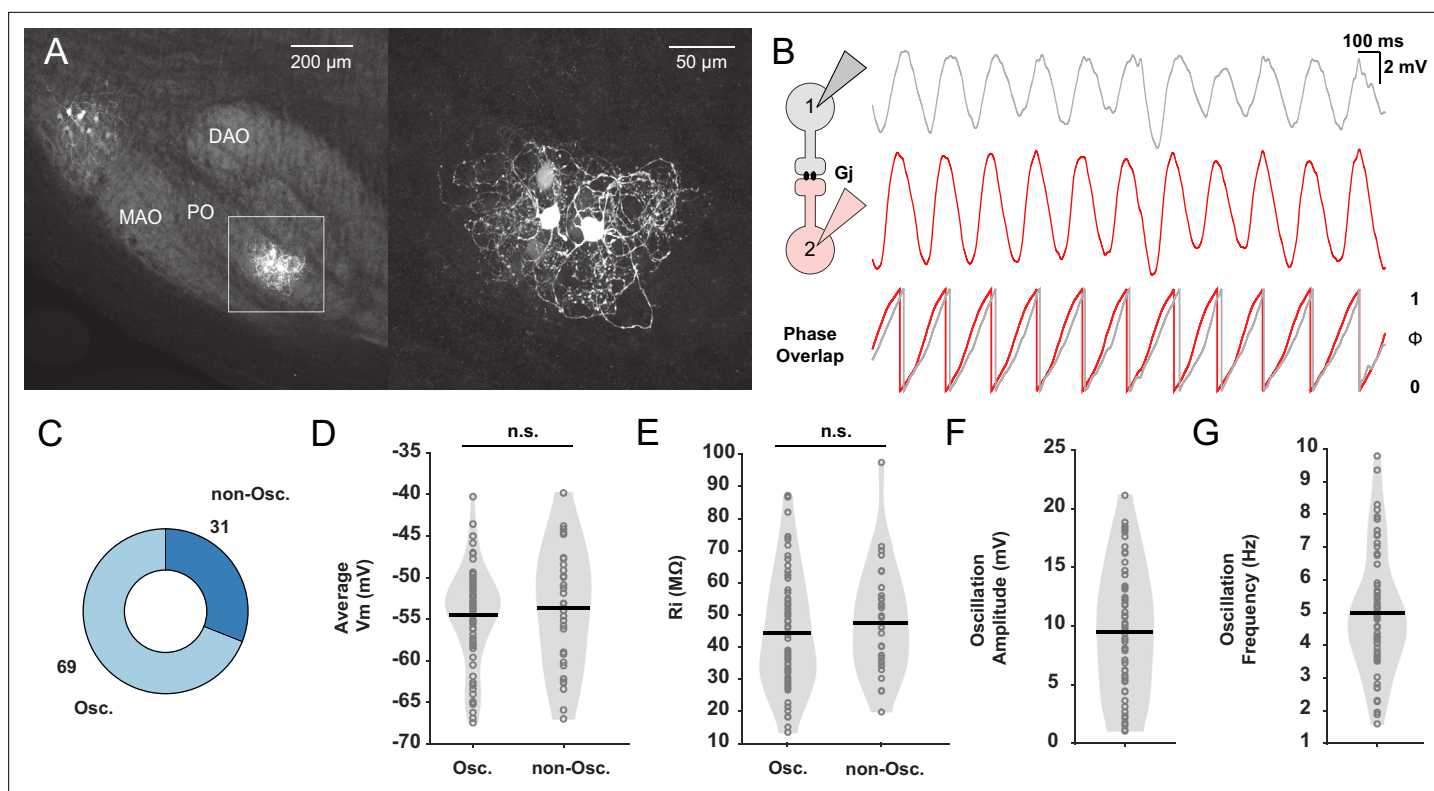 A
200 µm
50 µm
DAO
MAO
PO
B
100 ms
2 mV
1
Gj
2
Phase
Overlap
1
Φ
0
C
non-Osc.
31
69
Osc.
D
n.s.
Average
Vm (mV)
-35
-40
-45
-50
-55
-60
-65
-70
Osc.
non-Osc.
E
n.s.
Ri (MΩ)
100
90
80
70
60
50
40
30
20
10
Osc.
non-Osc.
F
Oscillation
Amplitude (mV)
25
20
15
10
5
0
G
Oscillation
Frequency (Hz)
10
9
8
7
6
5
4
3
2
1